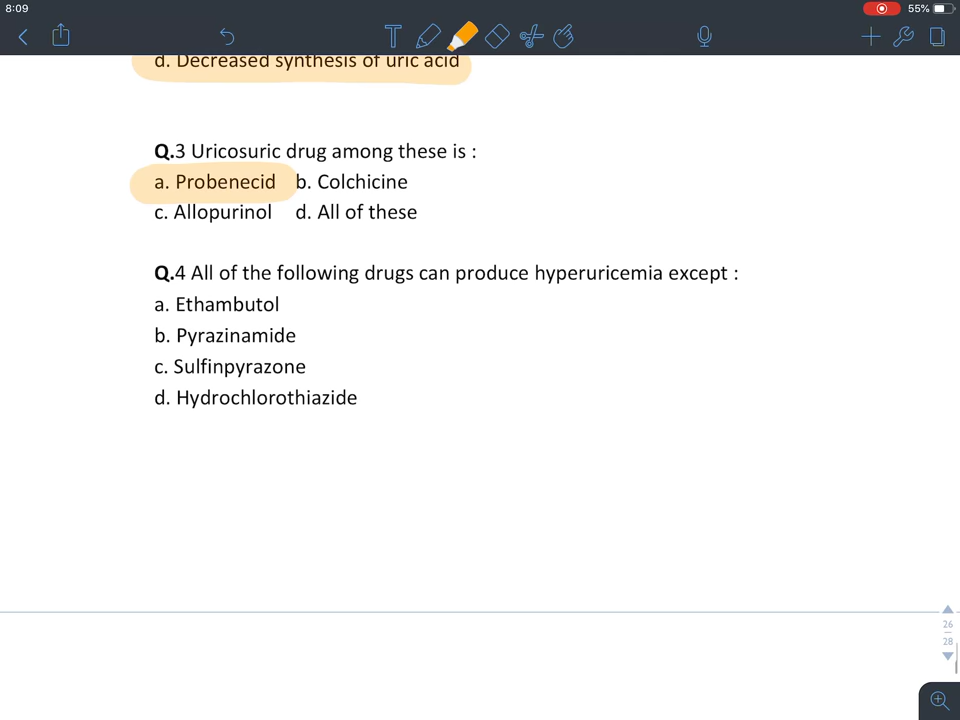 8:09
55%
T
d. Decreased synthesis of uric acid
Q.3 Uricosuric drug among these is :
a. Probenecid b. Colchicine
c. Allopurinol d. All of these
Q.4 All of the following drugs can produce hyperuricemia except :
a. Ethambutol
b. Pyrazinamide
c. Sulfinpyrazone
d. Hydrochlorothiazide
26
28